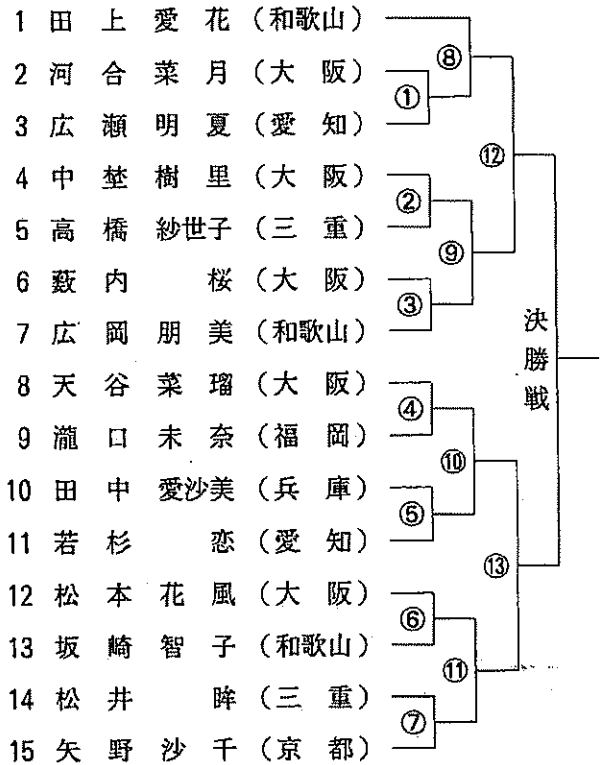 1 田上愛花 (和歌山)
2 河合菜月 (大阪)
3 広瀬明夏 (愛知)
4 中埜樹里 (大阪)
5 高橋紗世子 (三重)
6 薮内桜 (大阪)
7 広岡朋美 (和歌山)
8 天谷菜瑠 (大阪)
9 瀧口未奈 (福岡)
10 田中愛沙美 (兵庫)
11 若杉恋 (愛知)
12 松本花風 (大阪)
13 坂崎智子 (和歌山)
14 松井眸 (三重)
15 矢野沙千 (京都)
①
②
③
④
⑤
⑥
⑦
⑧
⑨
⑩
⑪
⑫
⑬
決勝戦